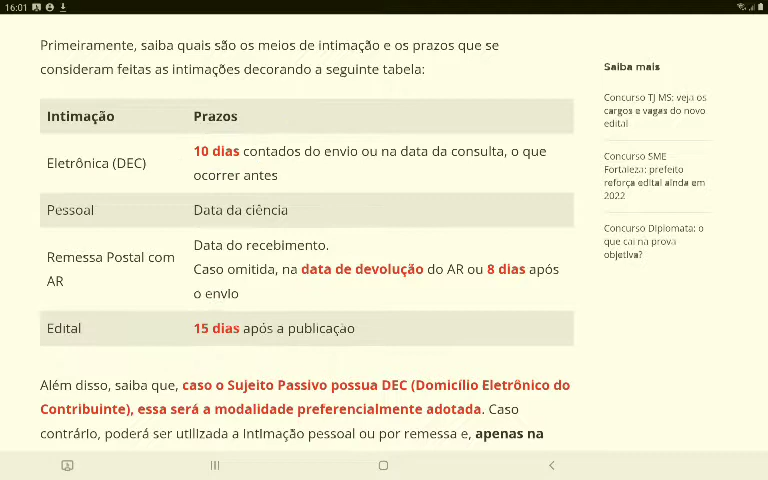 16:01
Primeiramente, saiba quais são os meios de intimação e os prazos que se
consideram feitas as intimações decorando a seguinte tabela:
Intimação Prazos
Eletrônica (DEC) 10 dias contados do envio ou na data da consulta, o que
ocorrer antes
Pessoal Data da ciência
Remessa Postal com
AR
Data do recebimento.
Caso omitida, na data de devolução do AR ou 8 dias após
o envio
Edital 15 dias após a publicação
Além disso, saiba que, caso o Sujeito Passivo possua DEC (Domicílio Eletrônico do
Contribuinte), essa será a modalidade preferencialmente adotada. Caso
contrário, poderá ser utilizada a intimação pessoal ou por remessa e, apenas na
Saiba mais
Concurso TJ MS: veja os
cargos e vagas do novo
edital
Concurso SME
Fortaleza: prefeito
reforça edital ainda em
2022
Concurso Diplomata: o
que cai na prova
objetiva?